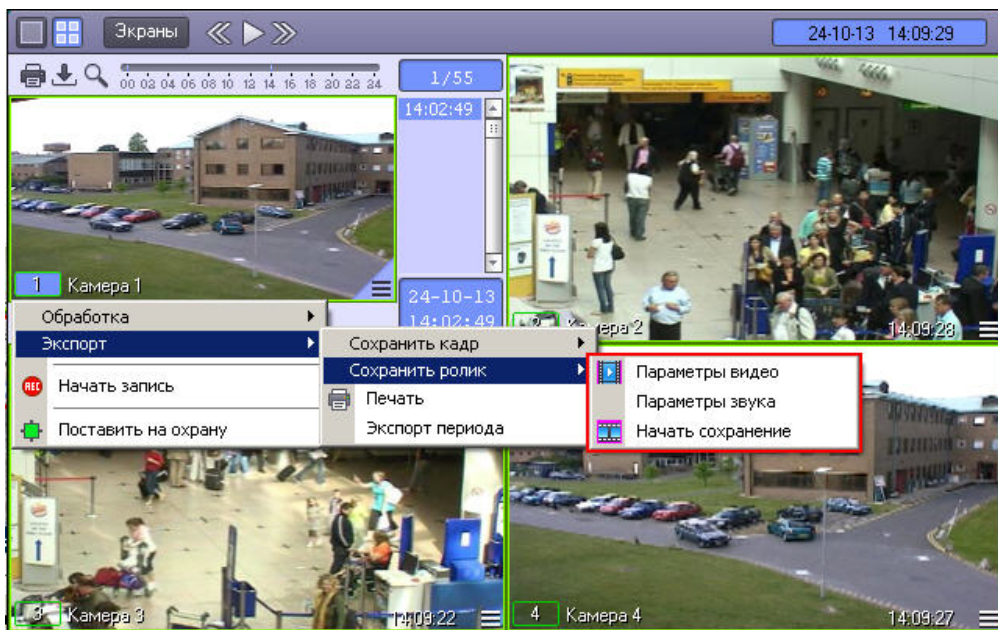 Экраны
24-10-13 14:09:29
00 02 04 06 08 10 12 14 16 18 20 22 24
1/55
14:02:49
1 Камера 1
24-10-13
14:02:49
2 Камера 2
14:09:28
Обработка
Экспорт
Начать запись
Поставить на охрану
Сохранить кадр
Сохранить ролик
Печать
Экспорт периода
Параметры видео
Параметры звука
Начать сохранение
REC
3 Камера 3
14:09:22
4 Камера 4
14:09:27